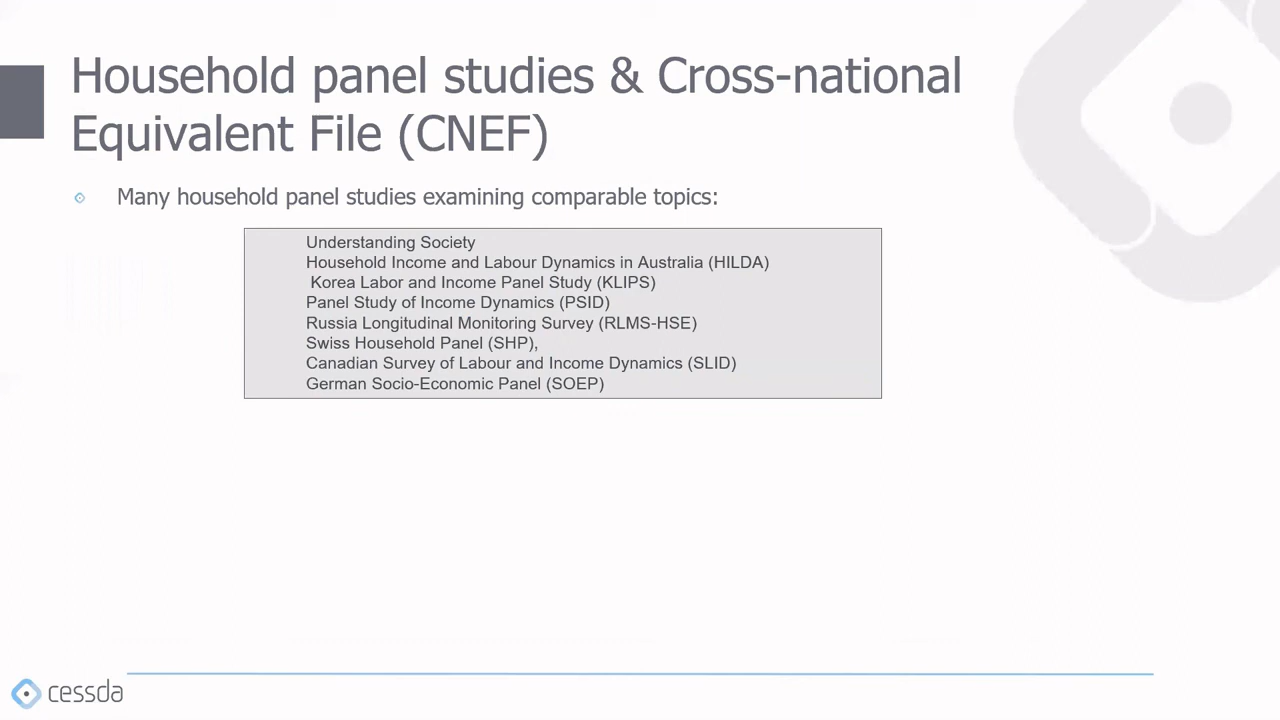 Household panel studies & Cross-national
Equivalent File (CNEF)
Many household panel studies examining comparable topics:
Understanding Society
Household Income and Labour Dynamics in Australia (HILDA)
Korea Labor and Income Panel Study (KLIPS)
Panel Study of Income Dynamics (PSID)
Russia Longitudinal Monitoring Survey (RLMS-HSE)
Swiss Household Panel (SHP),
Canadian Survey of Labour and Income Dynamics (SLID)
German Socio-Economic Panel (SOEP)
cessda